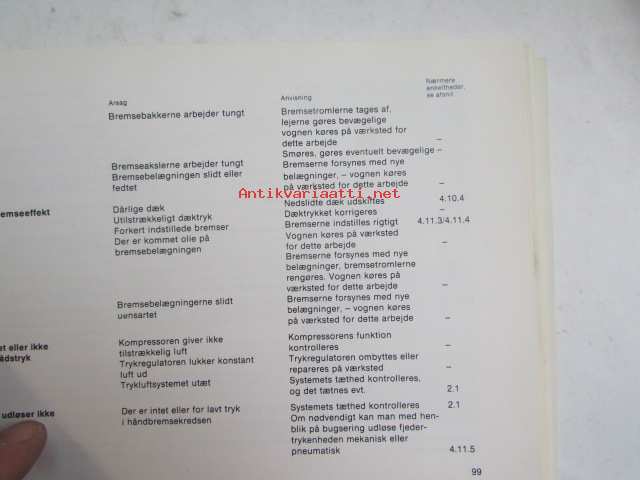 Nærmere
enkeltheder,
se afsnit
Årsag
Anvisning
Bremsebakkerne arbejder tungt
Bremsetromlerne tages af,
lejerne gøres bevægelige
vognen køres på værksted for
dette arbejde –
Bremseakslerne arbejder tungt
Smøres, gøres eventuelt bevægelige –
Bremsebelægningen slidt eller
fedtet
Bremserne forsynes med nye
belægninger, – vognen køres
på værksted for dette arbejde –
emseeffekt
Dårlige dæk
Nedslidte dæk udskiftes 4.10.4
Utilstrækkeligt dæktryk
Dæktrykket korrigeres –
Forkert indstillede bremser
Bremserne indstilles rigtigt 4.11.3/4.11.4
Der er kommet olie på
bremsebelægningen
Vognen køres på værksted
for dette arbejde –
Bremserne forsynes med nye
belægninger, bremsetromlerne
rengøres. Vognen køres på
værksted for dette arbejde –
Bremsebelægningerne slidt
uensartet
Bremserne forsynes med nye
belægninger, – vognen køres
på værksted for dette arbejde –
et eller ikke
ådstryk
Kompressoren giver ikke
tilstrækkelig luft
Kompressorens funktion
kontrolleres –
Trykregulatoren lukker konstant
luft ud
Trykregulatoren ombyttes eller
repareres på værksted –
Trykluftsystemet utæt
Systemets tæthed kontrolleres,
og det tætnes evt. 2.1
udløser ikke
Der er intet eller for lavt tryk
i håndbremsekredsen
Systemets tæthed kontrolleres 2.1
Om nødvendigt kan man med hen-
blik på bugsering udløse fjeder-
trykenheden mekanisk eller
pneumatisk 4.11.5
99
Antikvariaatti.net